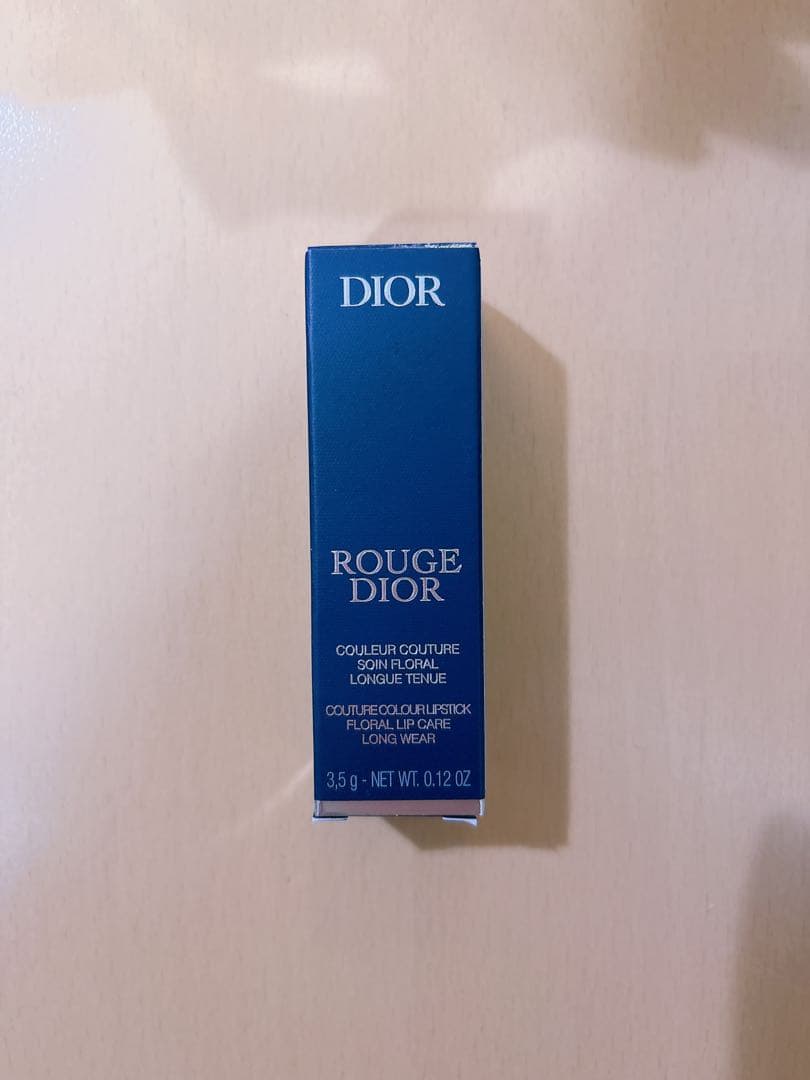 DIOR
ROUGE
DIOR
COULEUR COUTURE
SOIN FLORAL
LONGUE TENUE
COUTURE COLOUR LIPSTICK
FLORAL LIP CARE
LONG WEAR
3,5 g - NET WT. 0.12 OZ